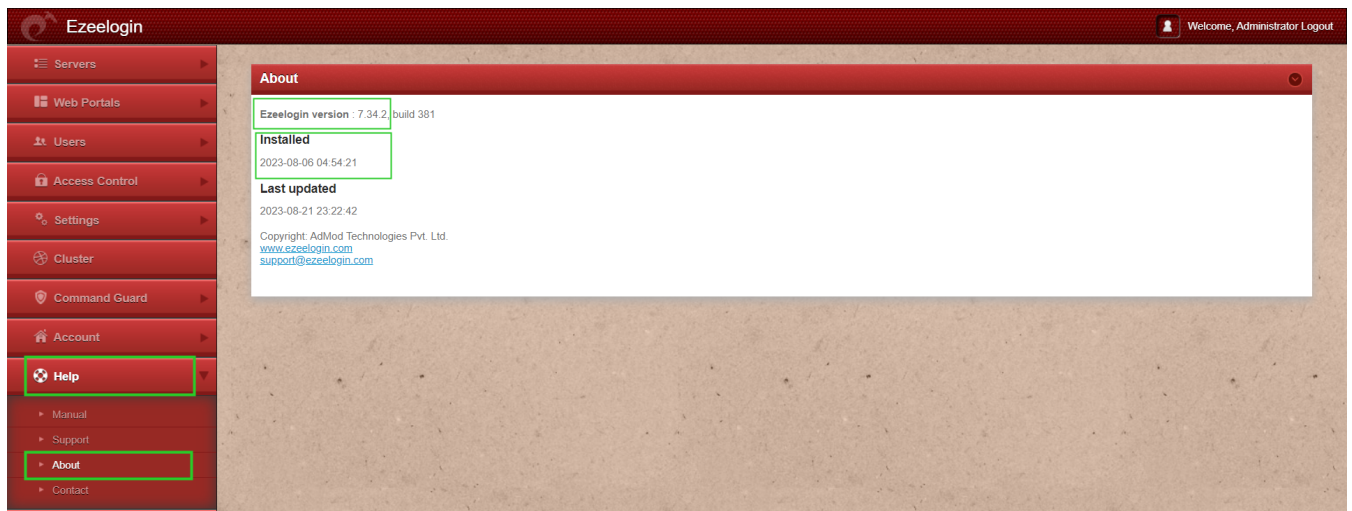 Ezeelogin
Welcome, Administrator Logout
Servers
Web Portals
Users
Access Control
Settings
Cluster
Command Guard
Account
Help
Manual
Support
About
Contact
About
Ezeelogin version : 7.34.2, build 381
Installed
2023-08-06 04:54:21
Last updated
2023-08-21 23:22:42
Copyright: AdMod Technologies Pvt. Ltd.
www.ezeelogin.com
support@ezeelogin.com